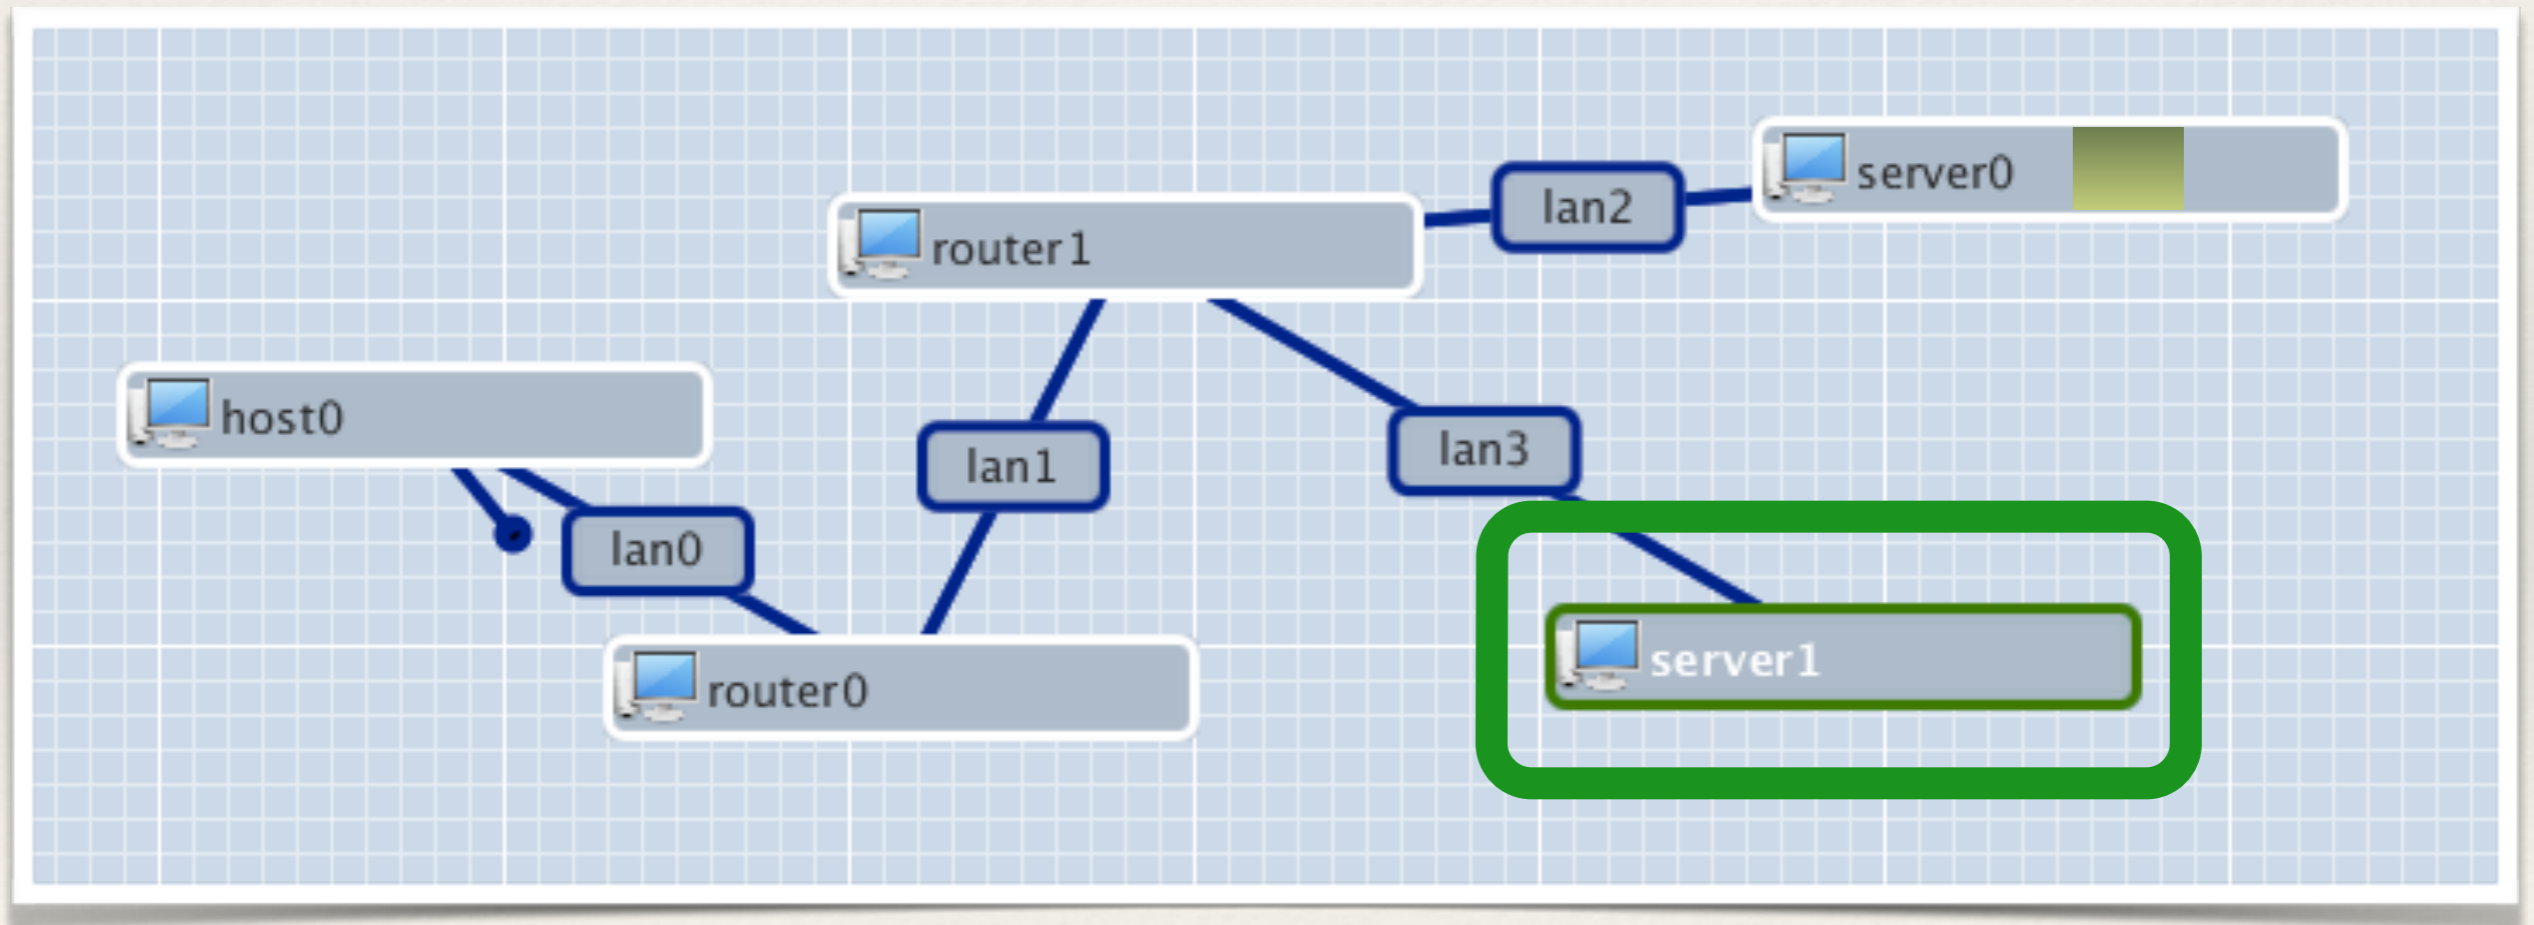 server0
lan2
router1
host0
lan3
lan1
lan0
server1
router0